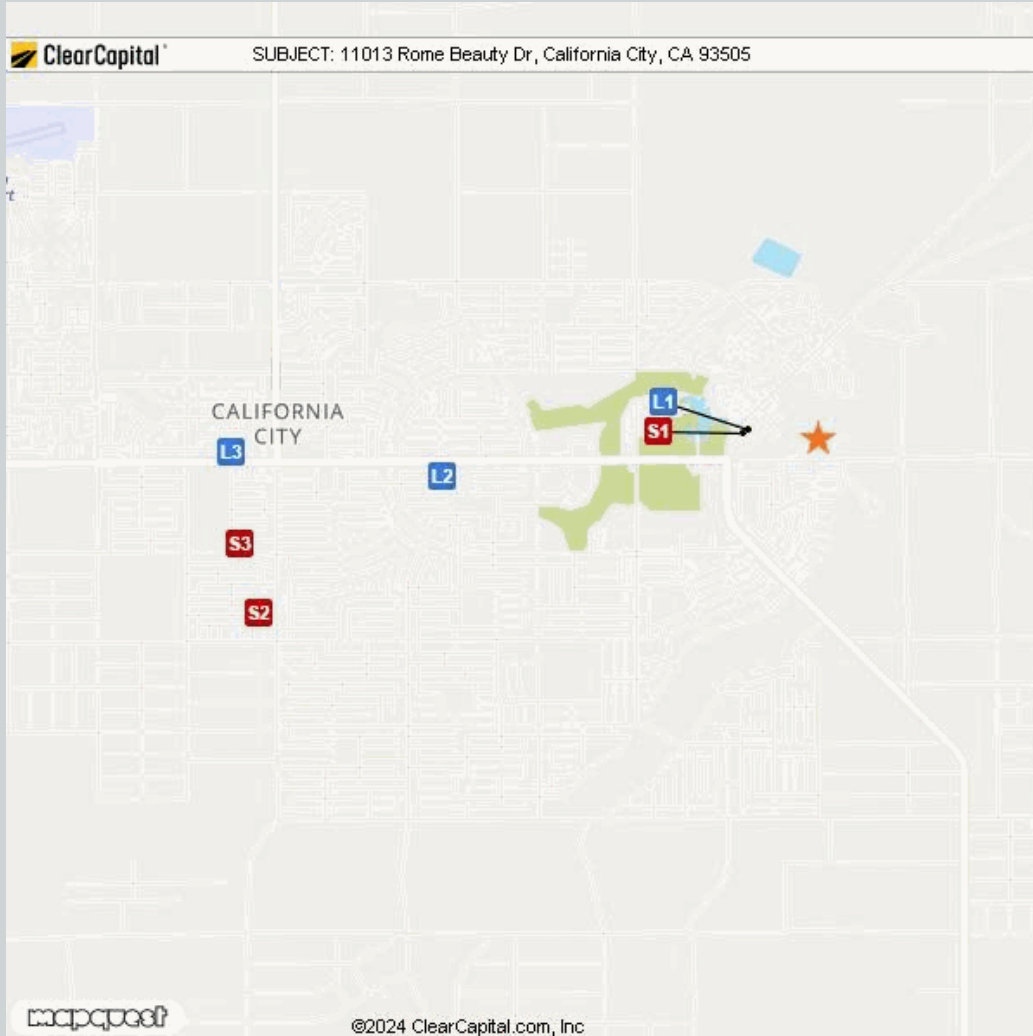 ClearCapital
SUBJECT: 11013 Rome Beauty Dr, California City, CA 93505
L1
CALIFORNIA
CITY
S1
L3
L2
S3
S2
mapquest
©2024 ClearCapital.com, Inc